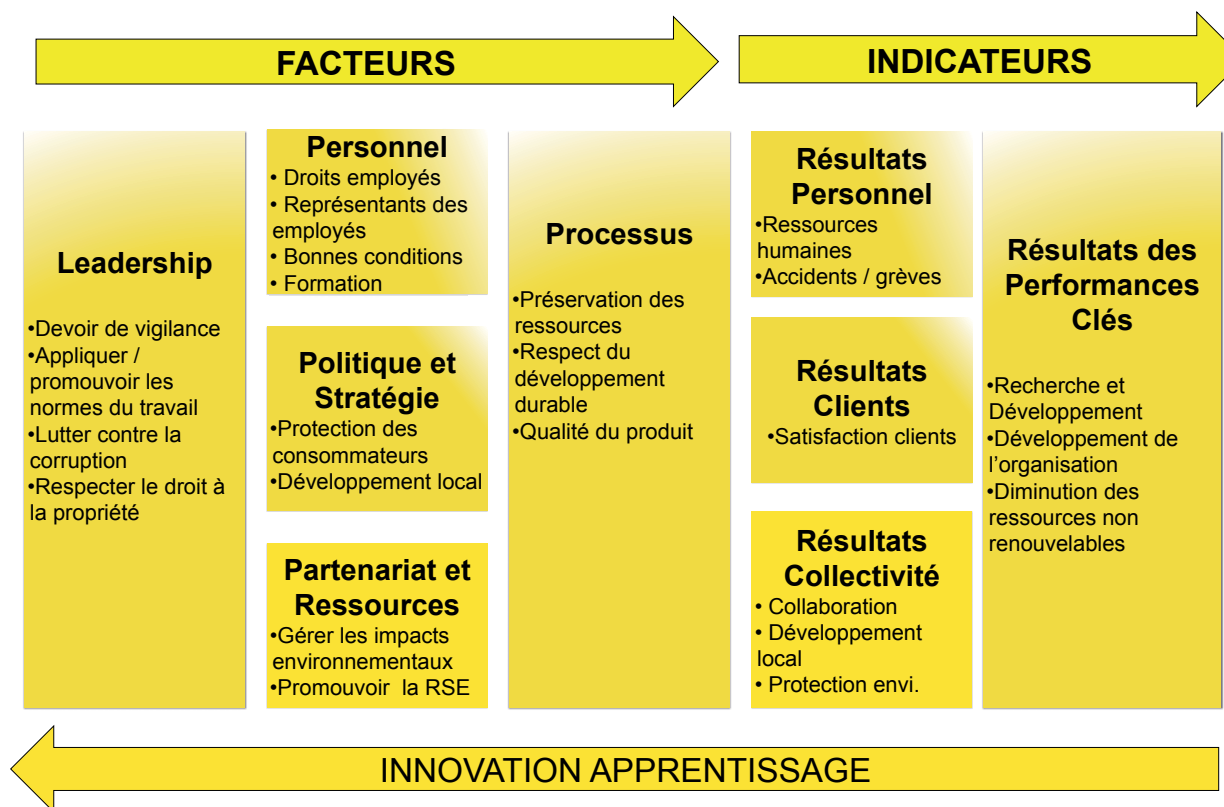 FACTEURS
INDICATEURS
Leadership
•Devoir de vigilance
•Appliquer /
promouvoir les
normes du travail
•Lutter contre la
corruption
•Respecter le droit à
la propriété
Personnel
• Droits employés
• Représentants des
employés
• Bonnes conditions
• Formation
Politique et
Stratégie
•Protection des
consommateurs
•Développement local
Partenariat et
Ressources
•Gérer les impacts
environnementaux
•Promouvoir la RSE
Processus
•Préservation des
ressources
•Respect du
développement
durable
•Qualité du produit
Résultats
Personnel
•Ressources
humaines
•Accidents / grèves
Résultats
Clients
•Satisfaction clients
Résultats
Collectivité
• Collaboration
• Développement
local
• Protection envi.
Résultats des
Performances
Clés
•Recherche et
Développement
•Développement de
l’organisation
•Diminution des
ressources non
renouvelables
INNOVATION APPRENTISSAGE